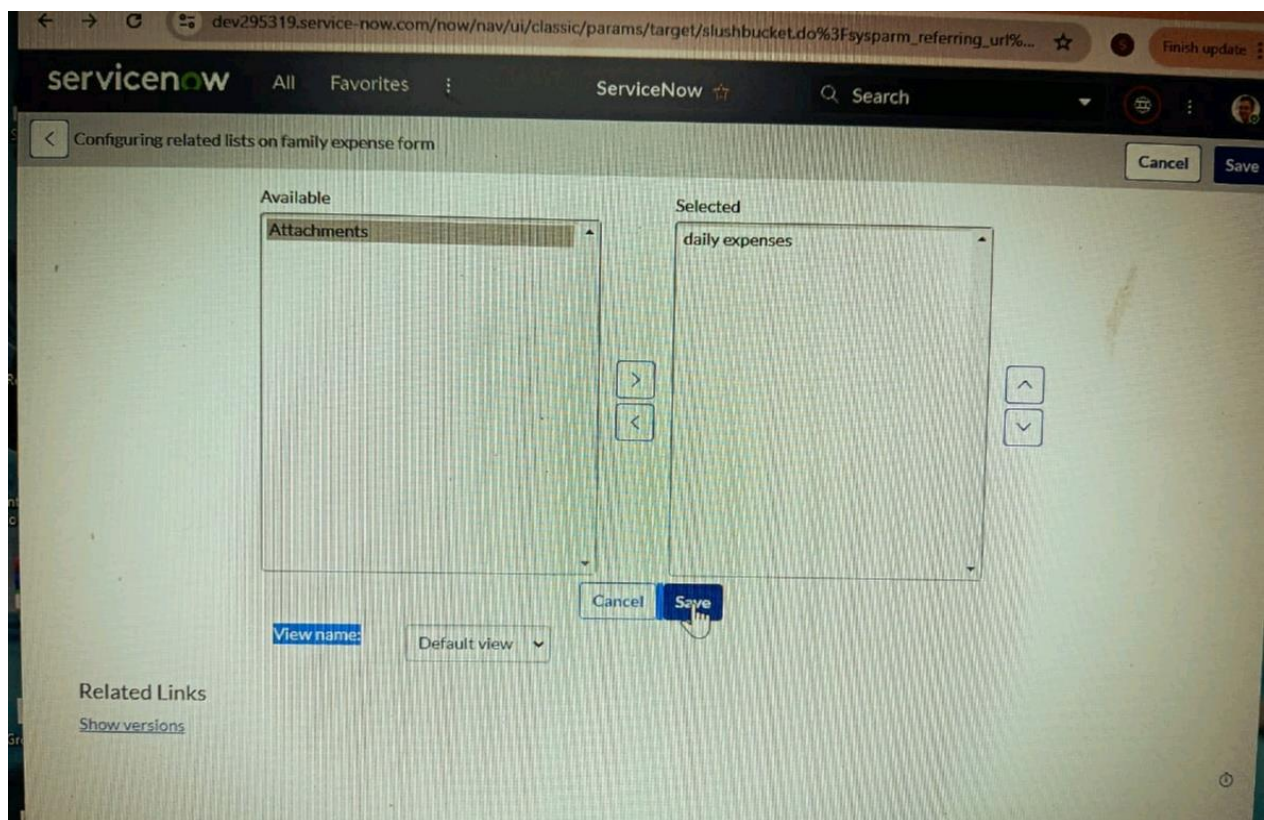 dev295319.service-now.com/now/nav/ui/classic/params/target/slushbucket.do%3Fsysparm_referring_url%...
S
Finish update
servicenow All Favorites ServiceNow Search
Configuring related lists on family expense form
Cancel Save
Available
Selected
Attachments
daily expenses
Cancel Save
View name:
Default view
Related Links
Show versions